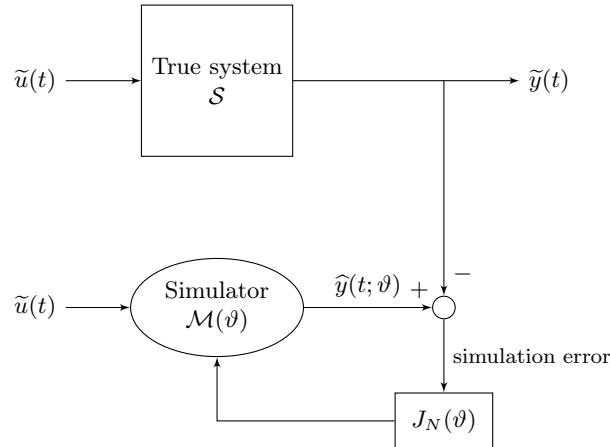 ũ(t)
True system
𝒮
ỹ(t)
−
ũ(t)
Simulator
ℳ(ϑ)
ŷ(t; ϑ)
+
simulation error
J_N(ϑ)